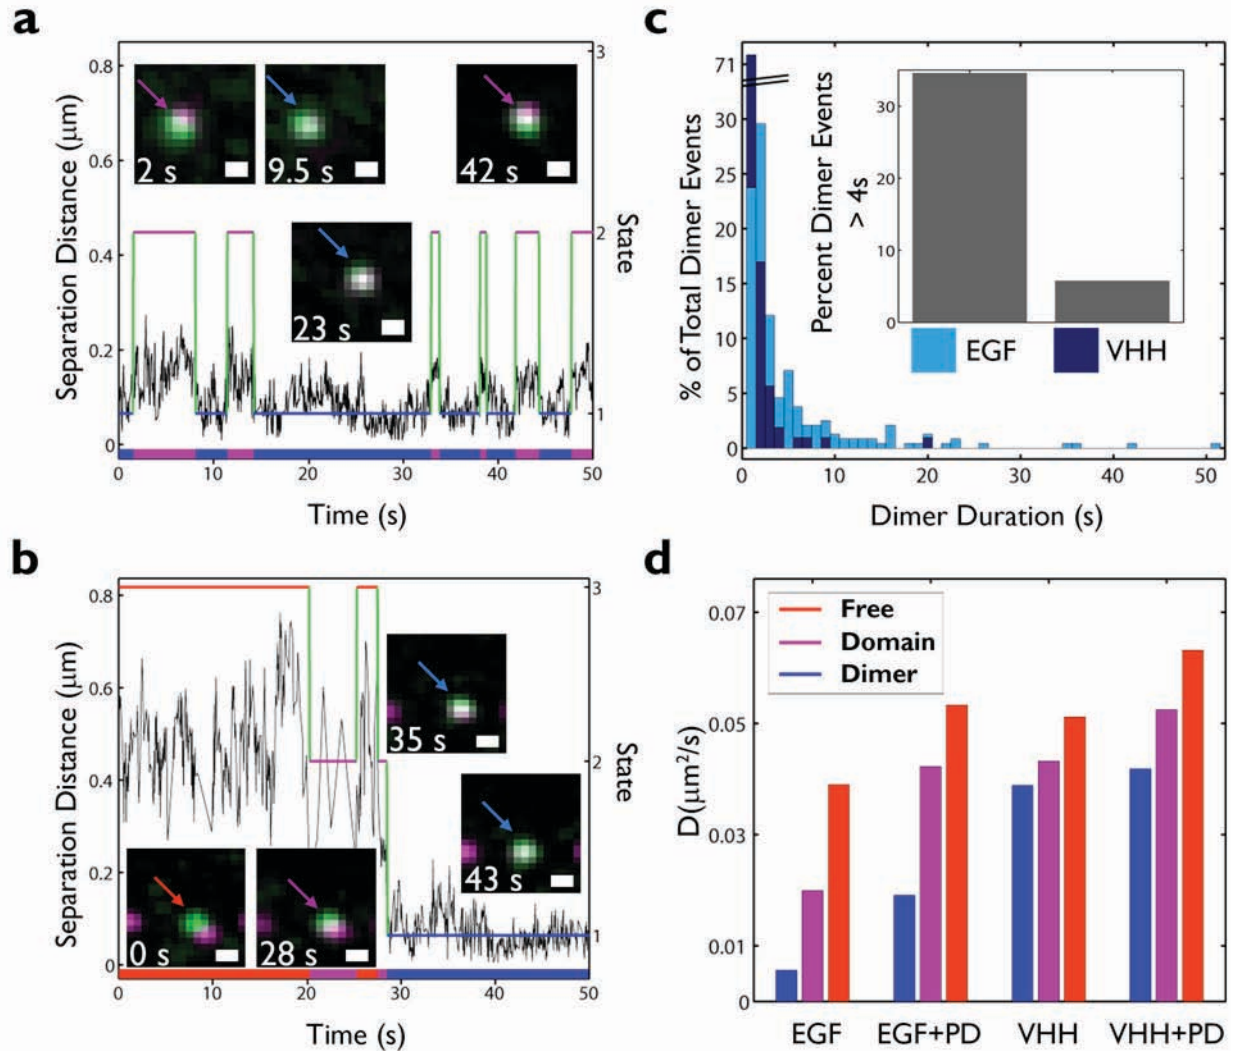 a
Separation Distance (μm)
0.8
0.6
0.4
0.2
0
3
2
1
State
2 s
9.5 s
42 s
23 s
0
10
20
30
40
50
Time (s)
b
Separation Distance (μm)
0.8
0.6
0.4
0.2
0
3
2
1
State
35 s
43 s
0 s
28 s
0
10
20
30
40
50
Time (s)
c
% of Total Dimer Events
71
30
25
20
15
10
5
0
Percent Dimer Events
> 4s
30
20
10
0
EGF
VHH
0
10
20
30
40
50
Dimer Duration (s)
d
D(μm²/s)
0.07
0.05
0.03
0.01
0
Free
Domain
Dimer
EGF
EGF+PD
VHH
VHH+PD